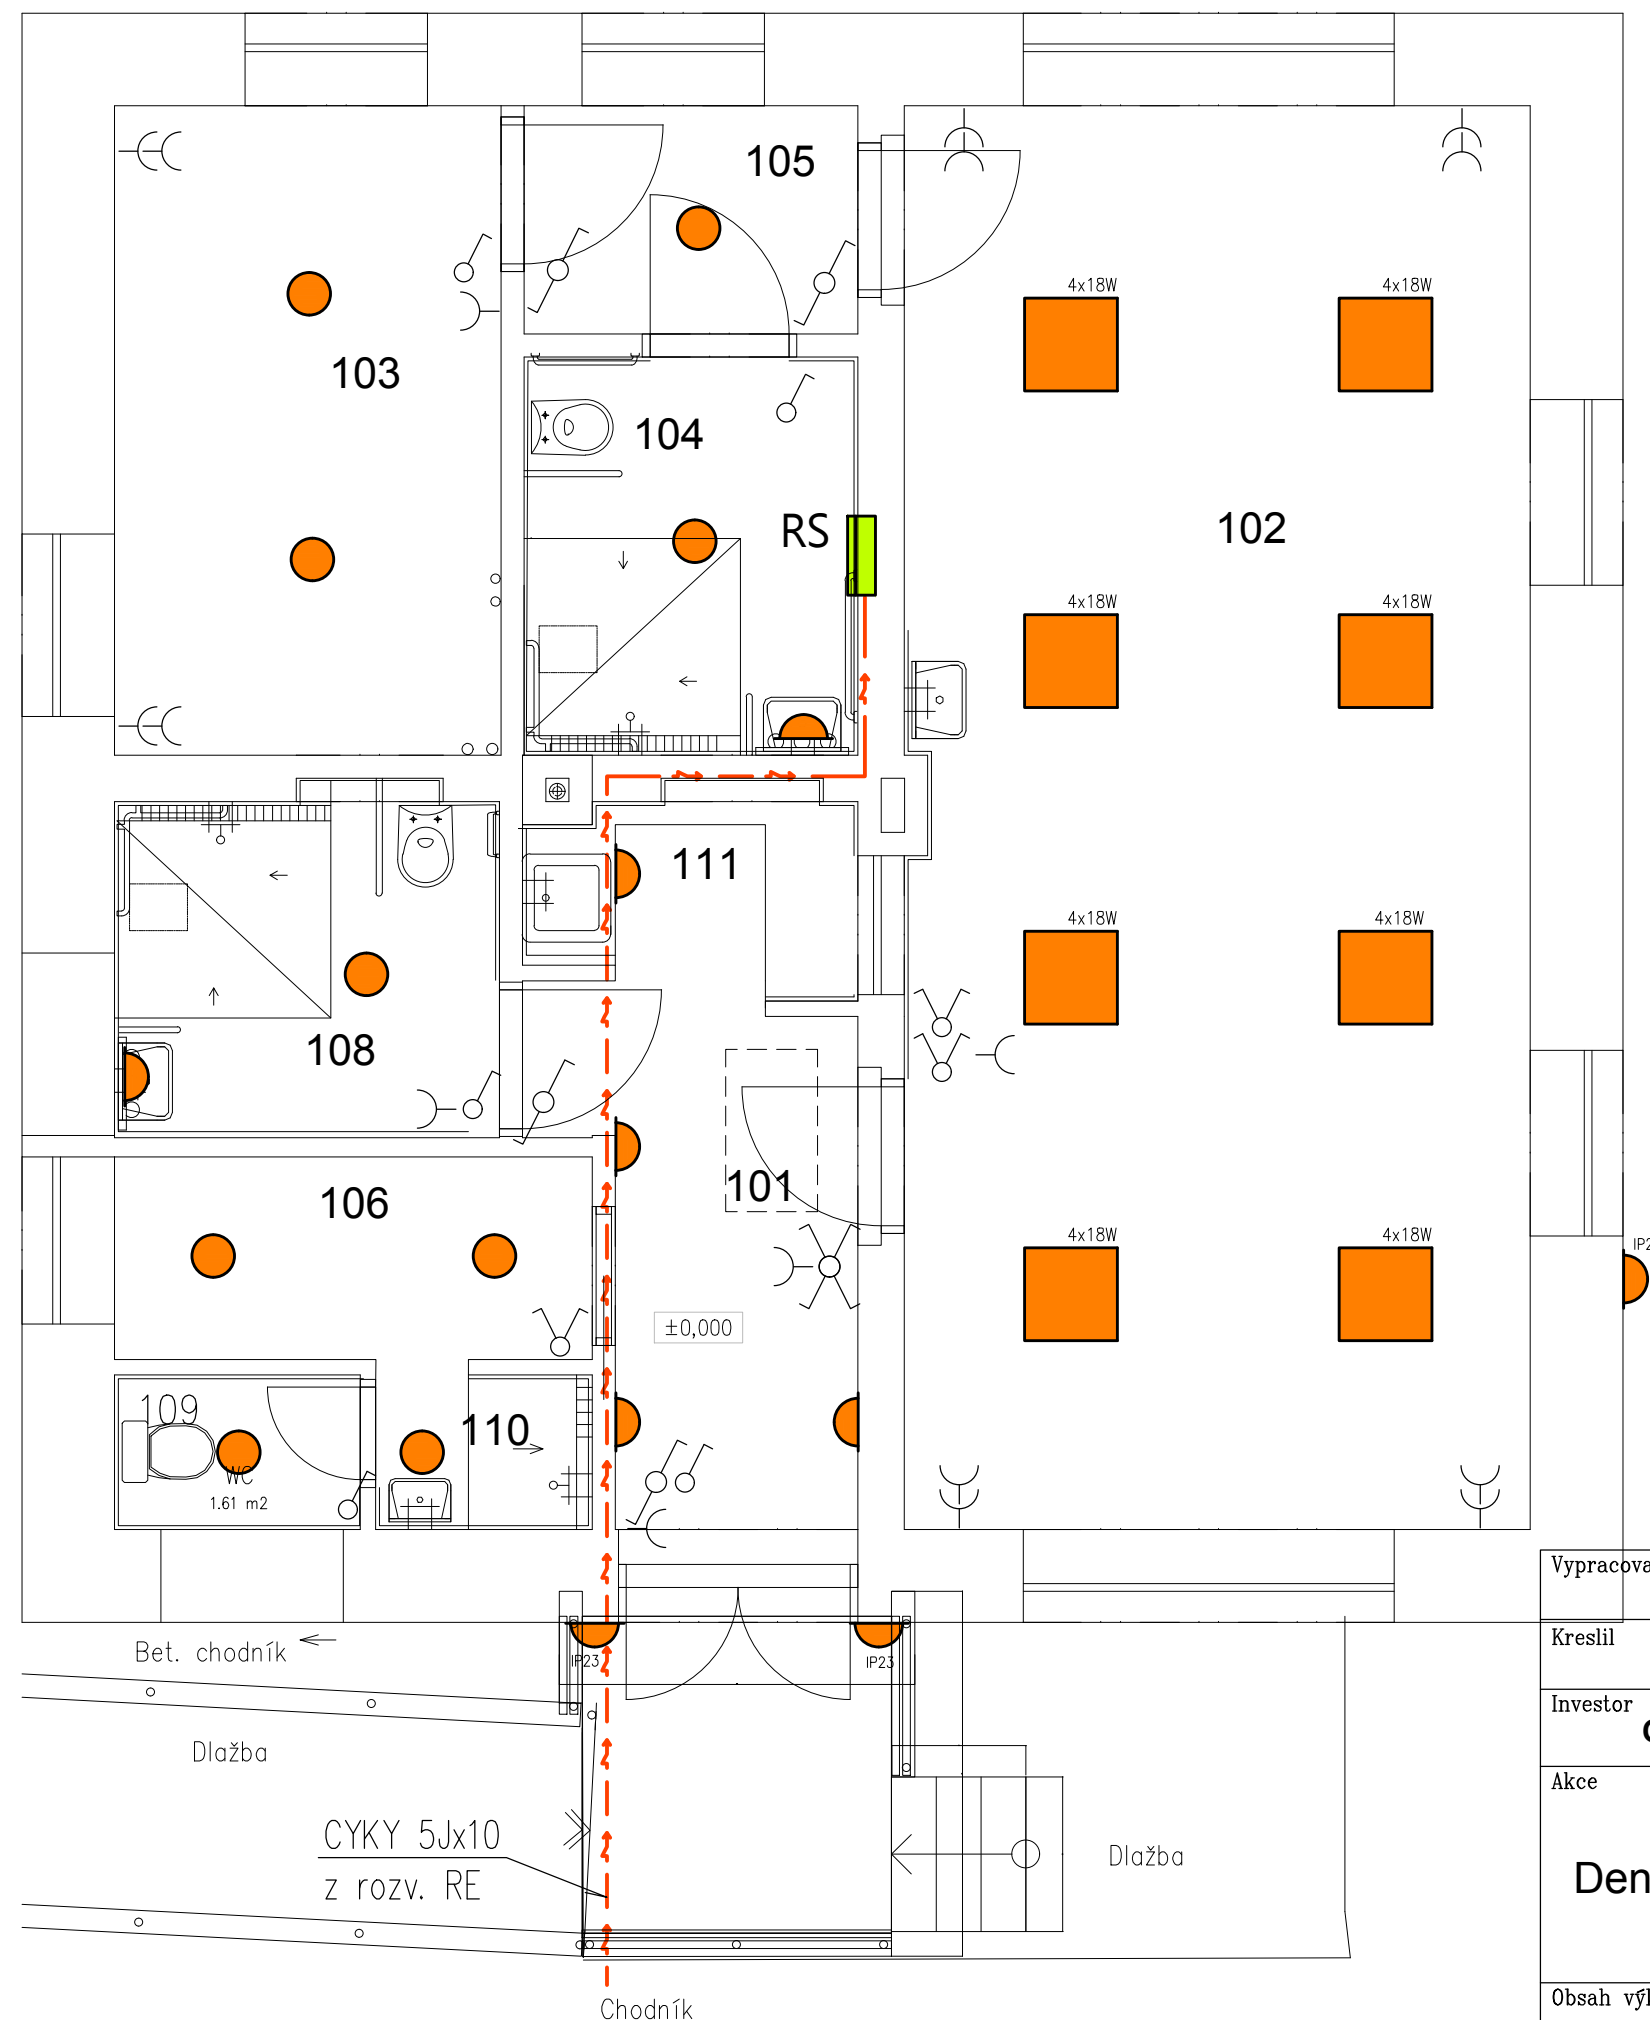 105
4x18W
4x18W
103
104
RS
102
4x18W
4x18W
111
4x18W
4x18W
108
101
106
4x18W
4x18W
±0,000
109
110
WC
1.61 m2
IP23
IP23
Bet. chodník
Dlažba
CYKY 5Jx10
z rozv. RE
Dlažba
Chodník
Kreslil
Investor
Akce
Obsah